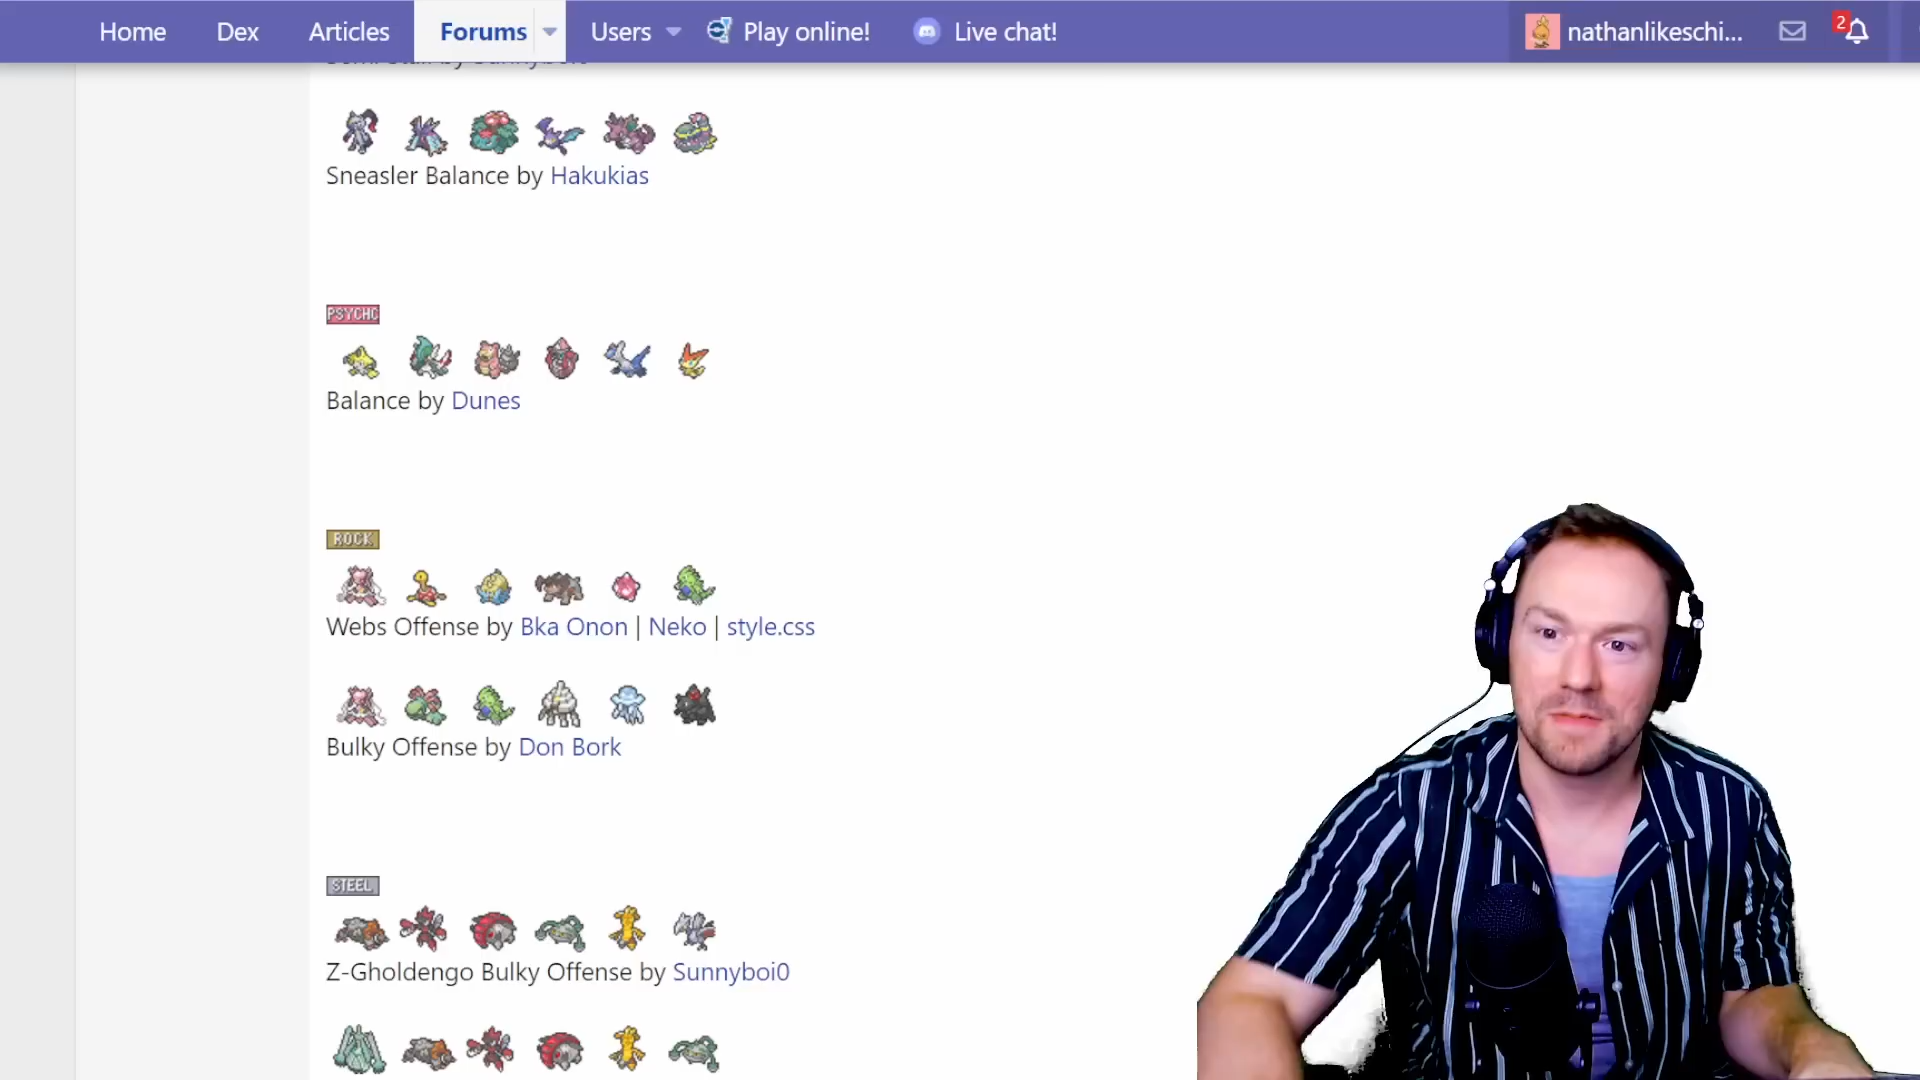 Home Dex Articles Forums Users Play online! Live chat! nathanlikeschi... 2
Sneasler Balance by Hakukias
PSYCHC
Balance by Dunes
ROCK
Webs Offense by Bka Onon | Neko | style.css
Bulky Offense by Don Bork
STEEL
Z-Gholdengo Bulky Offense by Sunnyboi0